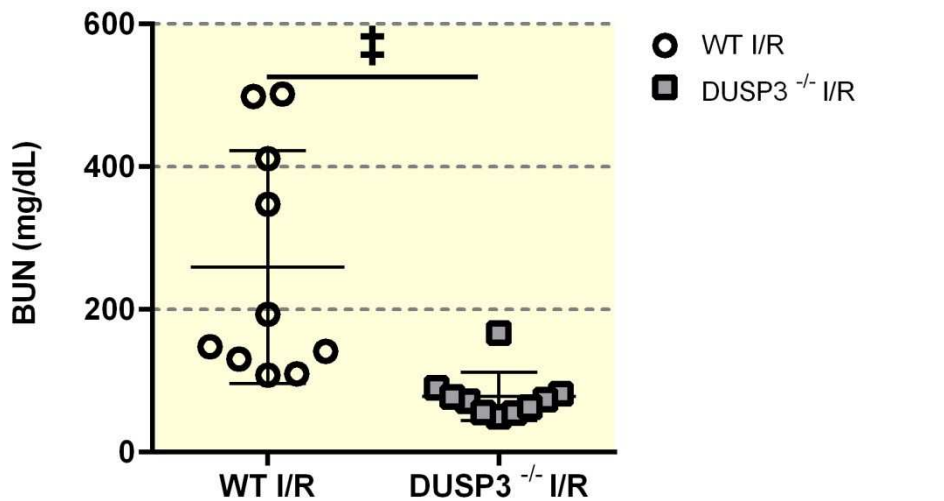 600
‡
WT I/R
DUSP3 -/- I/R
400
BUN (mg/dL)
200
0
WT I/R
DUSP3 -/- I/R